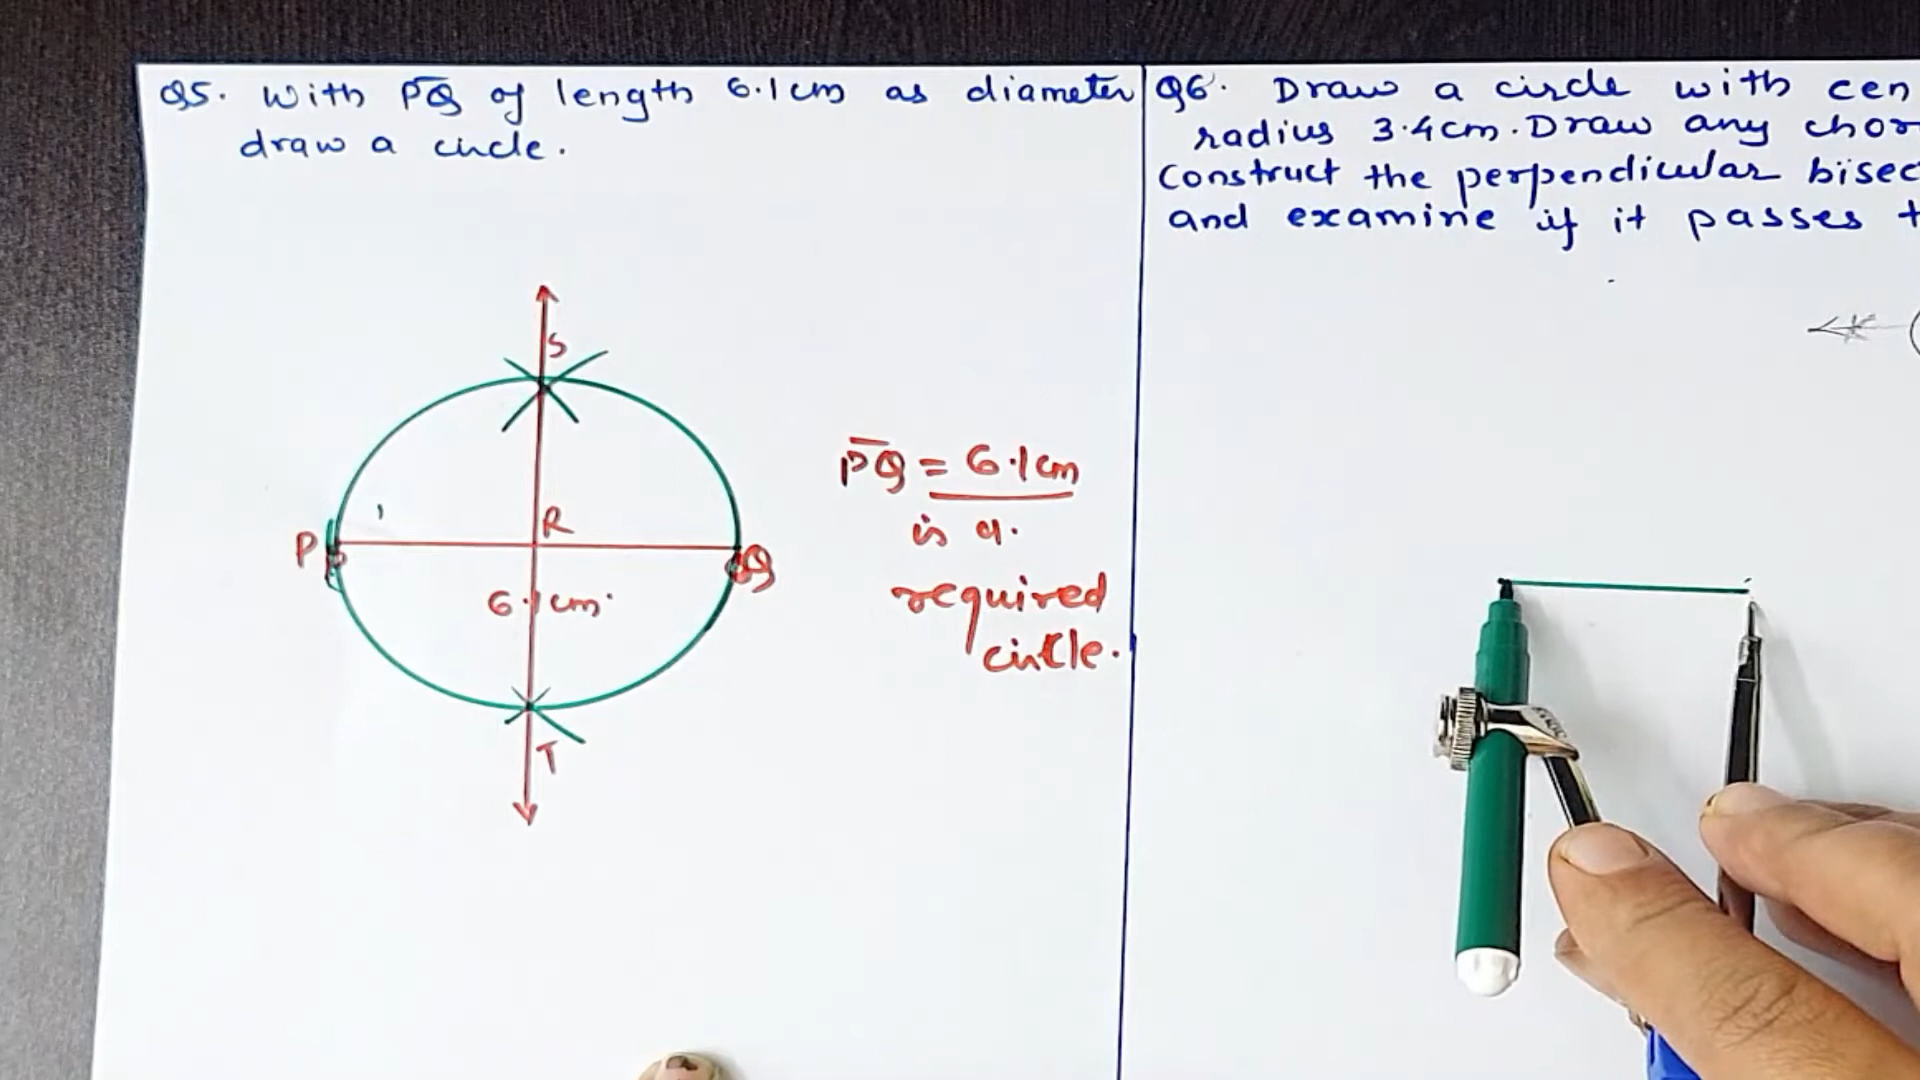 Q5. With PQ of length 6.1cm as diameter
draw a circle.
S
R
P
Q
6.1cm.
T
PQ = 6.1cm
is a.
required
circle.
Q6. Draw a circle with cen
radius 3.4cm. Draw any chor
Construct the perpendicular bisec
and examine if it passes t